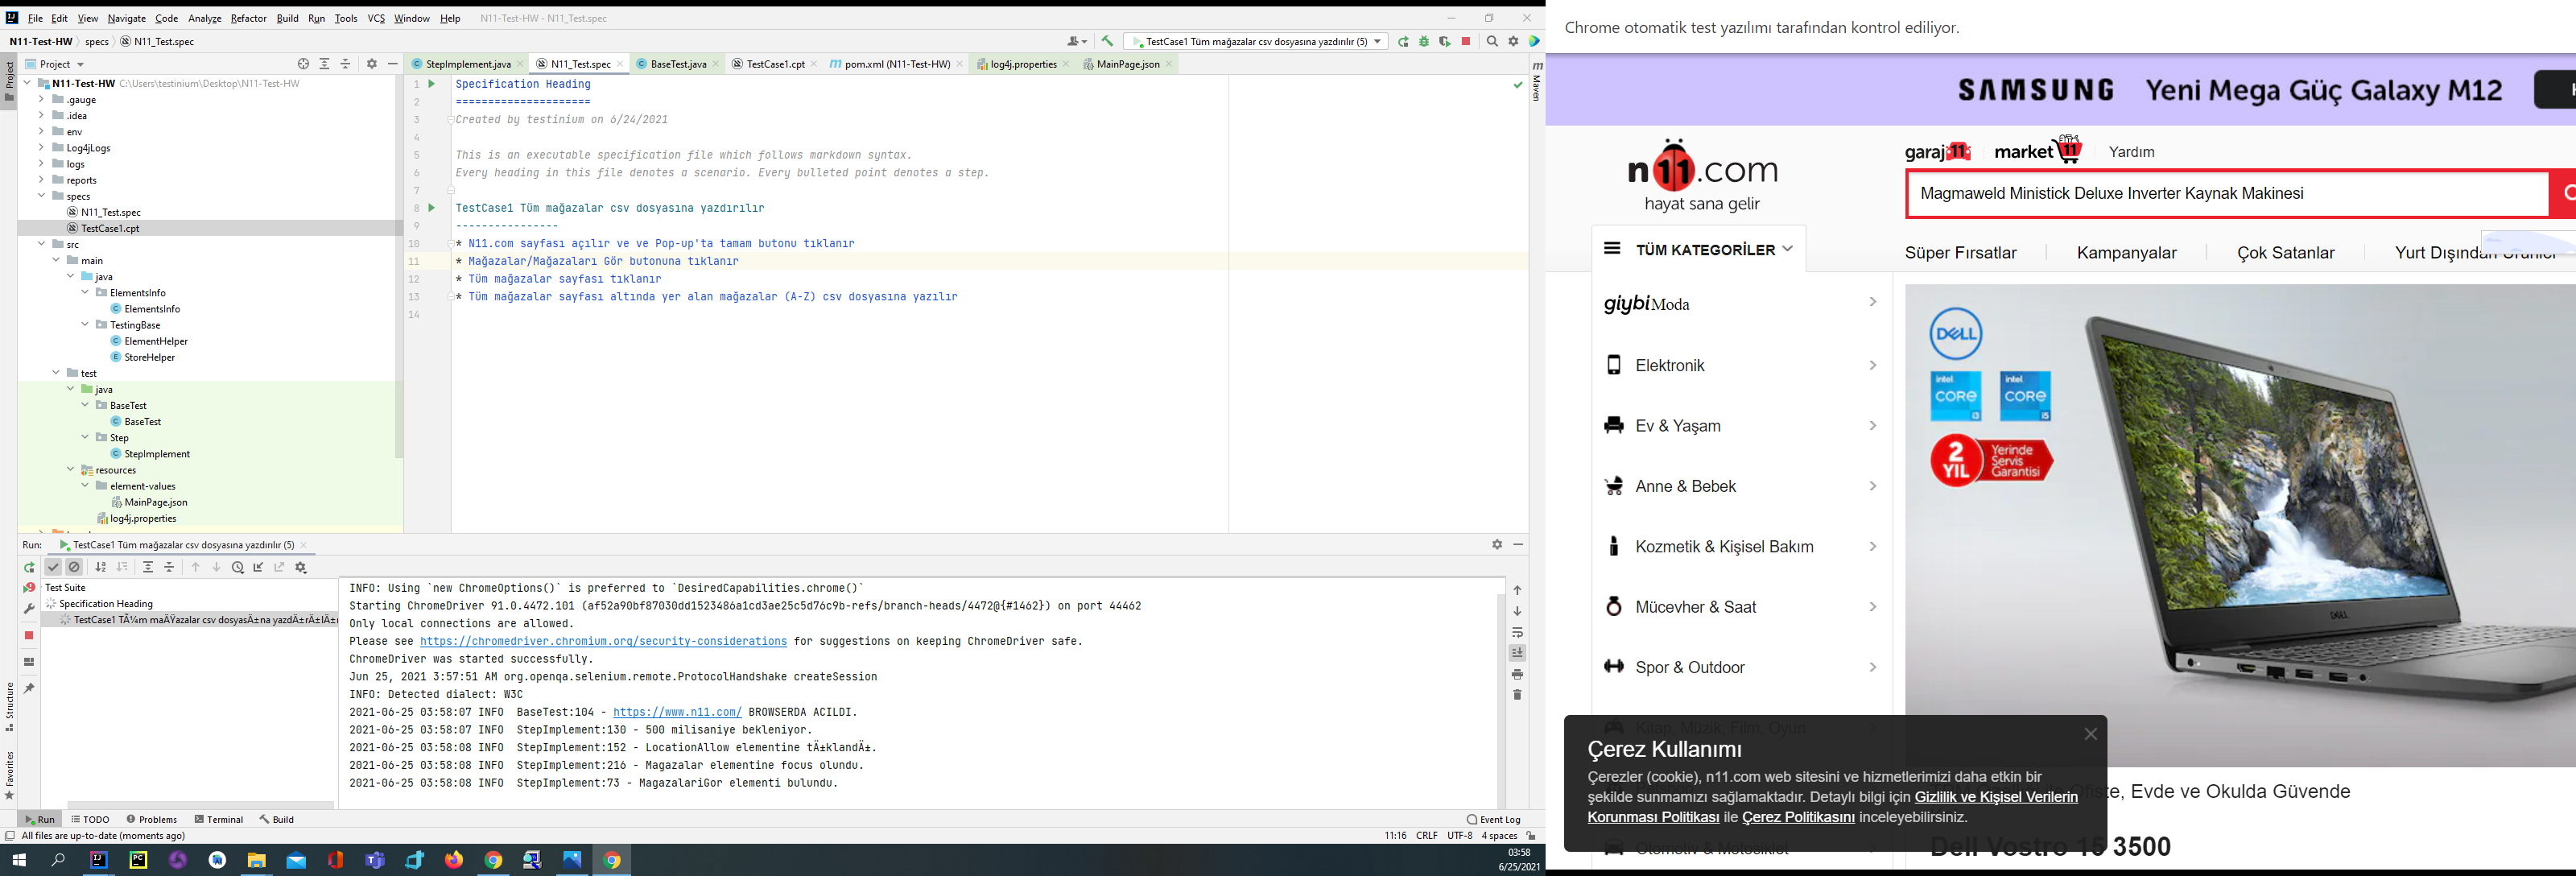 File Edit View Navigate Code Analyze Refactor Build Run Tools VCS Window Help N11-Test-HW - N11_Test.spec
N11-Test-HW specs N11_Test.spec
TestCase1 Tüm mağazalar csv dosyasına yazdırılır (5)
Project
StepImplement.java N11_Test.spec BaseTest.java TestCase1.cpt pom.xml (N11-Test-HW) log4j.properties MainPage.json
Project
Maven
N11-Test-HW C:\Users\testinium\Desktop\N11-Test-HW
.gauge
.idea
env
Log4jLogs
logs
reports
specs
N11_Test.spec
TestCase1.cpt
src
main
java
ElementsInfo
ElementsInfo
TestingBase
ElementHelper
StoreHelper
test
java
BaseTest
BaseTest
Step
StepImplement
resources
element-values
MainPage.json
log4j.properties
1 Specification Heading
2 =====================
3 Created by testinium on 6/24/2021
4
5 This is an executable specification file which follows markdown syntax.
6 Every heading in this file denotes a scenario. Every bulleted point denotes a step.
7
8 TestCase1 Tüm mağazalar csv dosyasına yazdırılır
9 ----------------
10 * N11.com sayfası açılır ve ve Pop-up'ta tamam butonu tıklanır
11 * Mağazalar/Mağazaları Gör butonuna tıklanır
12 * Tüm mağazalar sayfası tıklanır
13 * Tüm mağazalar sayfası altında yer alan mağazalar (A-Z) csv dosyasına yazılır
14
Run: TestCase1 Tüm mağazalar csv dosyasına yazdırılır (5)
Test Suite
Specification Heading
TestCase1 TÃ¼m maÄŸazalar csv dosyasÄ±na yazdÄ±rÄ±lÄ±r
INFO: Using `new ChromeOptions()` is preferred to `DesiredCapabilities.chrome()`
Starting ChromeDriver 91.0.4472.101 (af52a90bf87030dd1523486a1cd3ae25c5d76c9b-refs/branch-heads/4472@{#1462}) on port 44462
Only local connections are allowed.
Please see https://chromedriver.chromium.org/security-considerations for suggestions on keeping ChromeDriver safe.
ChromeDriver was started successfully.
Jun 25, 2021 3:57:51 AM org.openqa.selenium.remote.ProtocolHandshake createSession
INFO: Detected dialect: W3C
2021-06-25 03:58:07 INFO BaseTest:104 - https://www.n11.com/ BROWSERDA ACILDI.
2021-06-25 03:58:07 INFO StepImplement:130 - 500 milisaniye bekleniyor.
2021-06-25 03:58:08 INFO StepImplement:152 - LocationAllow elementine tÄ±klandÄ±.
2021-06-25 03:58:08 INFO StepImplement:216 - Magazalar elementine focus olundu.
2021-06-25 03:58:08 INFO StepImplement:73 - MagazalariGor elementi bulundu.
Structure
Favorites
Run TODO Problems Terminal Build Event Log
All files are up-to-date (moments ago) 11:16 CRLF UTF-8 4 spaces
03:58
6/25/2021
Chrome otomatik test yazılımı tarafından kontrol ediliyor.
SAMSUNG Yeni Mega Güç Galaxy M12
n11.com
hayat sana gelir
garaj11 market11 Yardım
Magmaweld Ministick Deluxe Inverter Kaynak Makinesi
TÜM KATEGORİLER
Süper Fırsatlar Kampanyalar Çok Satanlar Yurt Dışından Ürünler
giybiModa
Elektronik
Ev & Yaşam
Anne & Bebek
Kozmetik & Kişisel Bakım
Mücevher & Saat
Spor & Outdoor
Kitap, Müzik, Film, Oyun
Otomotiv & Motosiklet
DELL
intel CORE i3
intel CORE i5
2 YIL
Yerinde Servis Garantisi
DELL
Çerez Kullanımı
Çerezler (cookie), n11.com web sitesini ve hizmetlerimizi daha etkin bir
şekilde sunmamızı sağlamaktadır. Detaylı bilgi için Gizlilik ve Kişisel Verilerin
Korunması Politikası ile Çerez Politikasını inceleyebilirsiniz.
Evde ve Okulda Güvende
Dell Vostro 15 3500